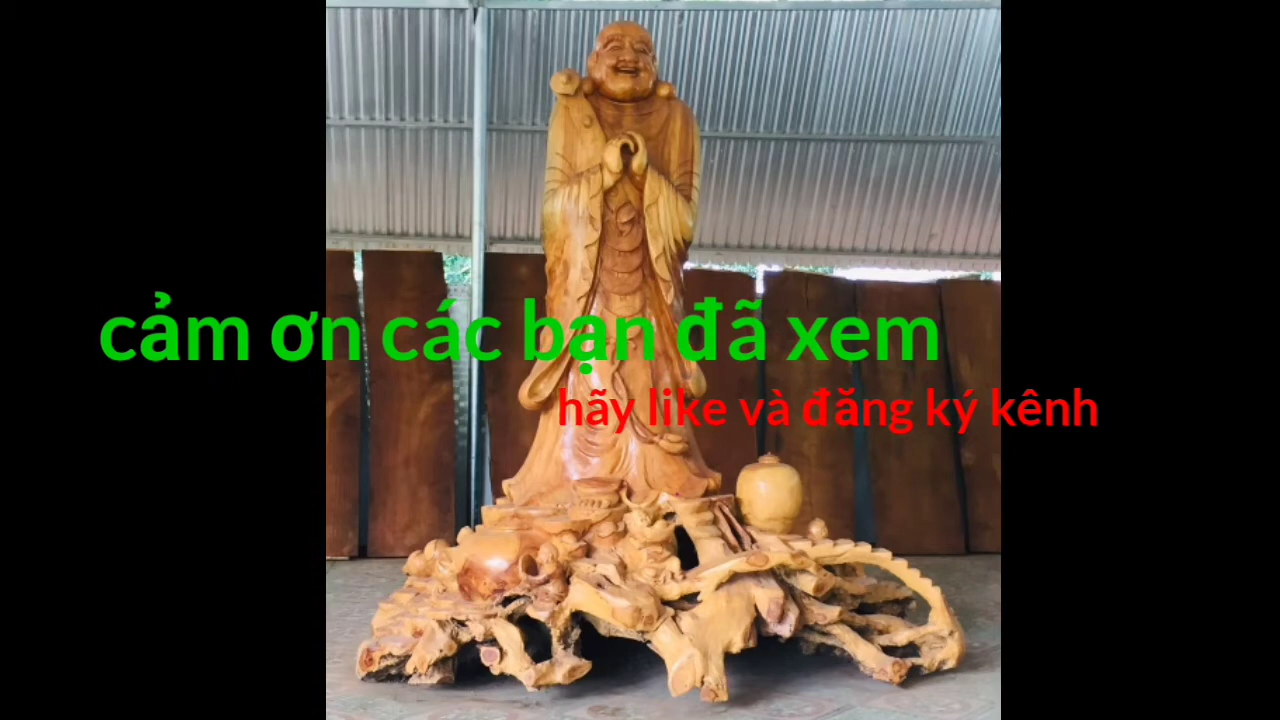 cảm ơn các bạn đã xem
hãy like và đăng ký kênh